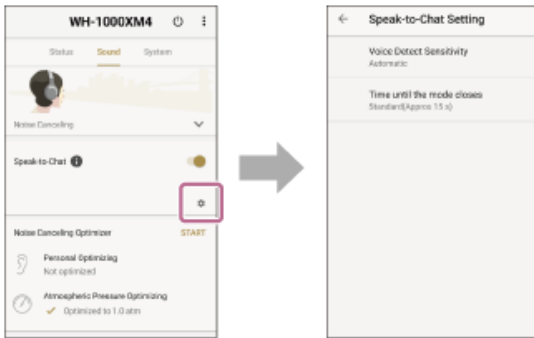 WH-1000XM4
Status Sound System
Noise Canceling
Speak-to-Chat
Noise Canceling Optimizer START
Personal Optimizing
Not optimized
Atmospheric Pressure Optimizing
Optimized to 1.0 atm
Speak-to-Chat Setting
Voice Detect Sensitivity
Automatic
Time until the mode closes
Standard(Approx 15 s)